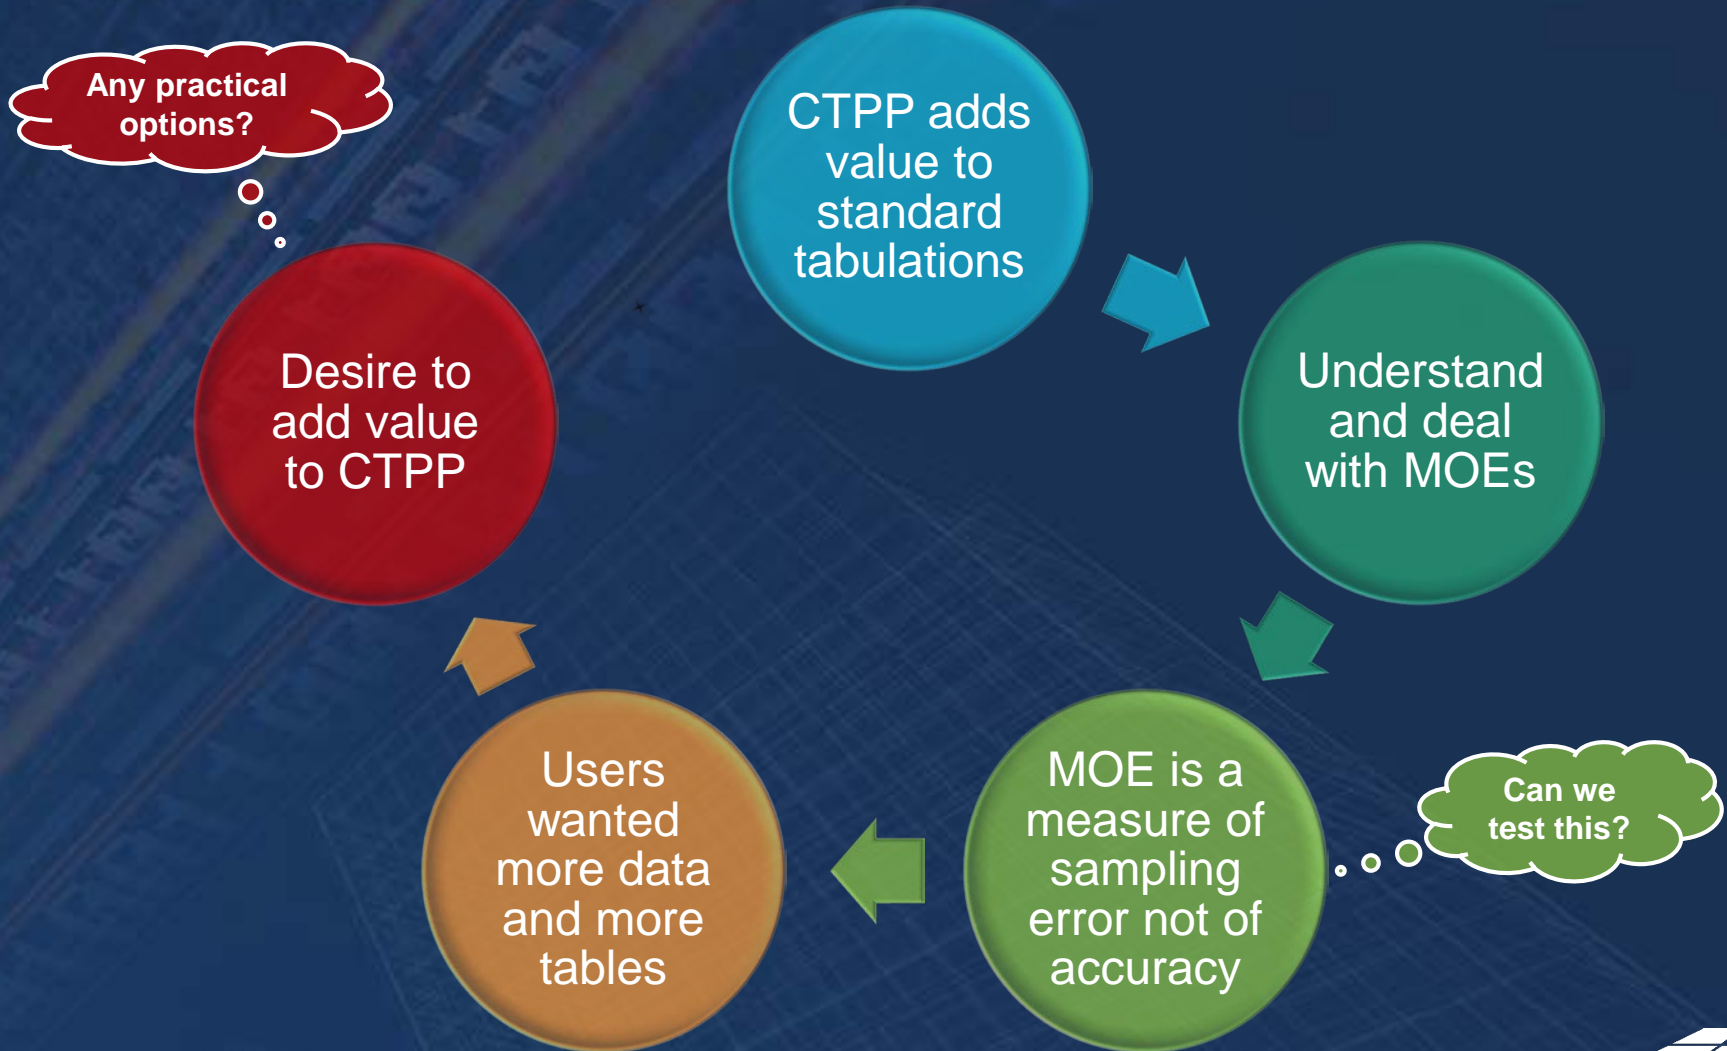 Any practical
options?
CTPP adds
value to
standard
tabulations
Understand
and deal
with MOEs
MOE is a
measure of
sampling
error not of
accuracy
Can we
test this?
Users
wanted
more data
and more
tables
Desire to
add value
to CTPP